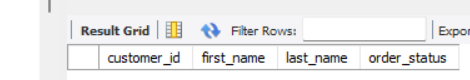 Result Grid Filter Rows: Expor
customer_id first_name last_name order_status